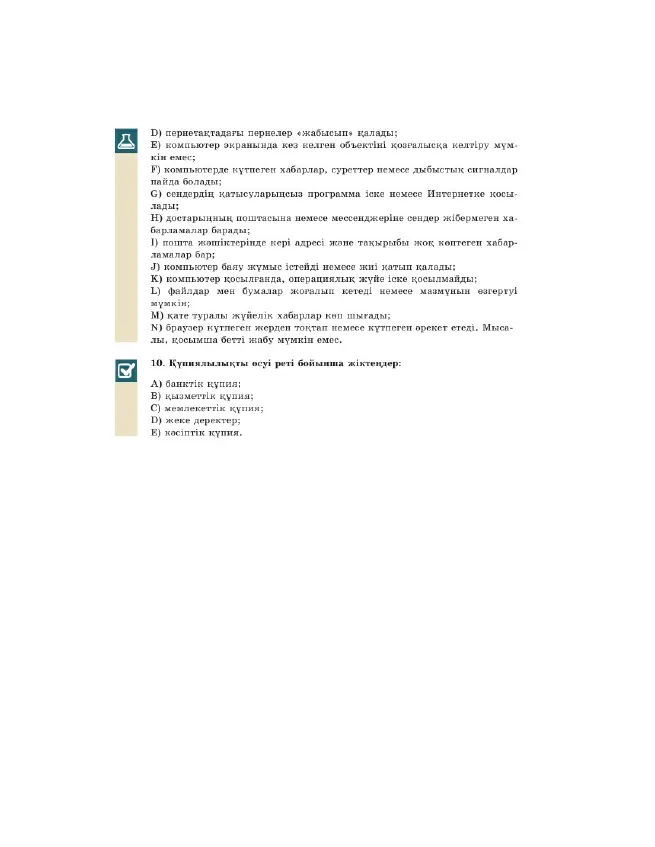 D) пернетақтадағы пернелер «жабысып» қалады;
E) компьютер экранында кез келген объектіні қозғалысқа келтіру мүм-
кін емес;
F) компьютерде күтпеген хабарлар, суреттер немесе дыбыстық сигналдар
пайда болады;
G) сендердің қатысуларыңсыз программа іске немесе Интернетке қосы-
лады;
H) достарыңның поштасына немесе мессенджеріне сендер жібермеген ха-
барламалар барады;
I) пошта жәшіктерінде кері адресі және тақырыбы жоқ көптеген хабар-
ламалар бар;
J) компьютер баяу жұмыс істейді немесе жиі қатып қалады;
K) компьютер қосылғанда, операциялық жүйе іске қосылмайды;
L) файлдар мен бумалар жоғалып кетеді немесе мазмұнын өзгертуі
мүмкін;
M) қате туралы жүйелік хабарлар көп шығады;
N) браузер күтпеген жерден тоқтап немесе күтпеген әрекет етеді. Мыса-
лы, қосымша бетті жабу мүмкін емес.
10. Құпиялылықты өсуі реті бойынша жіктеңдер:
A) банктік құпия;
B) қызметтік құпия;
C) мемлекеттік құпия;
D) жеке деректер;
E) кәсіптік құпия.